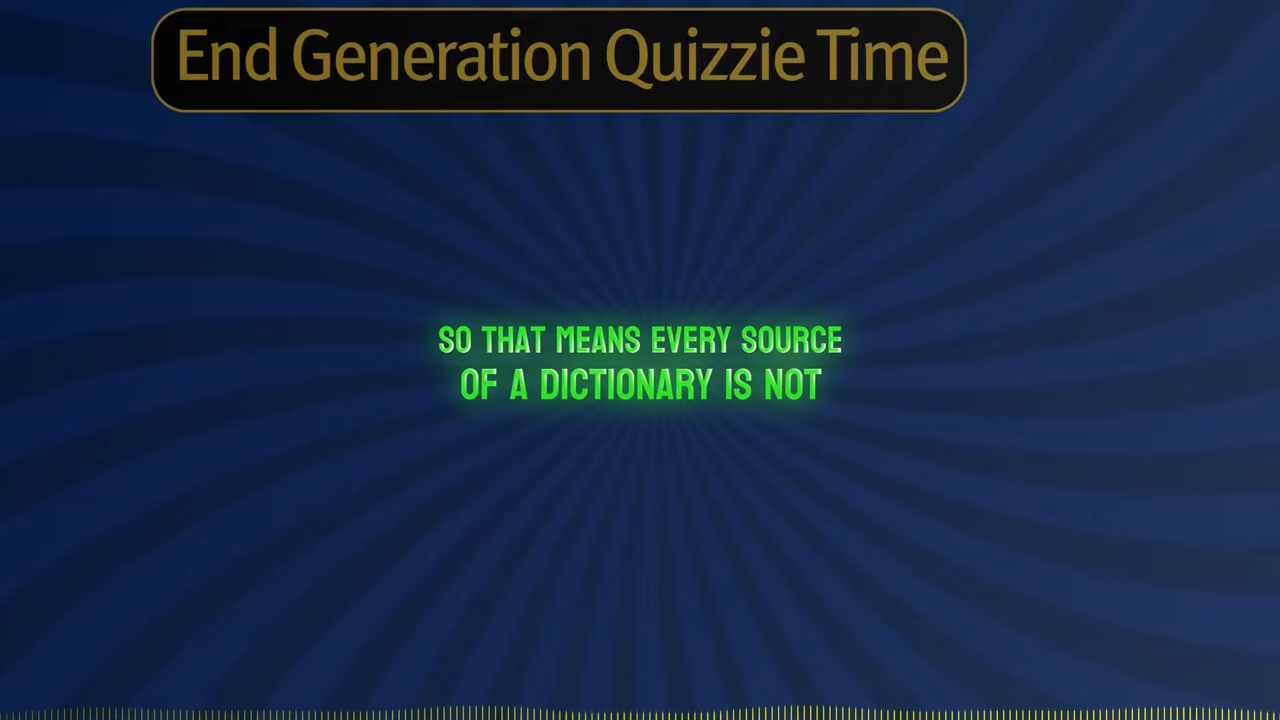 End Generation Quizzie Time
SO THAT MEANS EVERY SOURCE
OF A DICTIONARY IS NOT